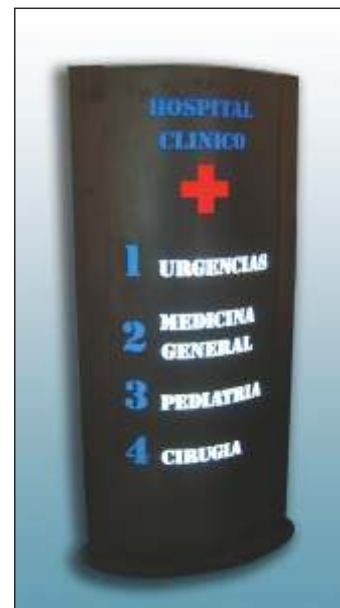 HOSPITAL
CLINICO
1 URGENCIAS
2 MEDICINA
GENERAL
3 PEDIATRIA
4 CIRUGIA